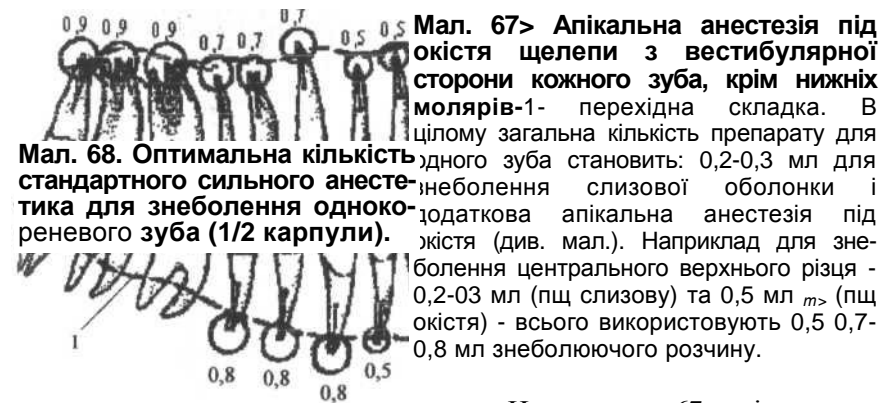 0,9 0,9 0,9 0,7 0,7 0,7 0,5 0,5
Мал. 68. Оптимальна кількість
стандартного сильного анесте-
тика для знеболення одноко-
реневого зуба (1/2 карпули).
1
0,8 0,8 0,8 0,5
Мал. 67> Апікальна анестезія під
окістя щелепи з вестибулярної
сторони кожного зуба, крім нижніх
молярів-1- перехідна складка. В
цілому загальна кількість препарату для
одного зуба становить: 0,2-0,3 мл для
знеболення слизової оболонки і
додаткова апікальна анестезія під
окістя (див. мал.). Наприклад для зне-
болення центрального верхнього різця -
0,2-03 мл (пщ слизову) та 0,5 мл m> (пщ
окістя) - всього використовують 0,5 0,7-
0,8 мл знеболюючого розчину.